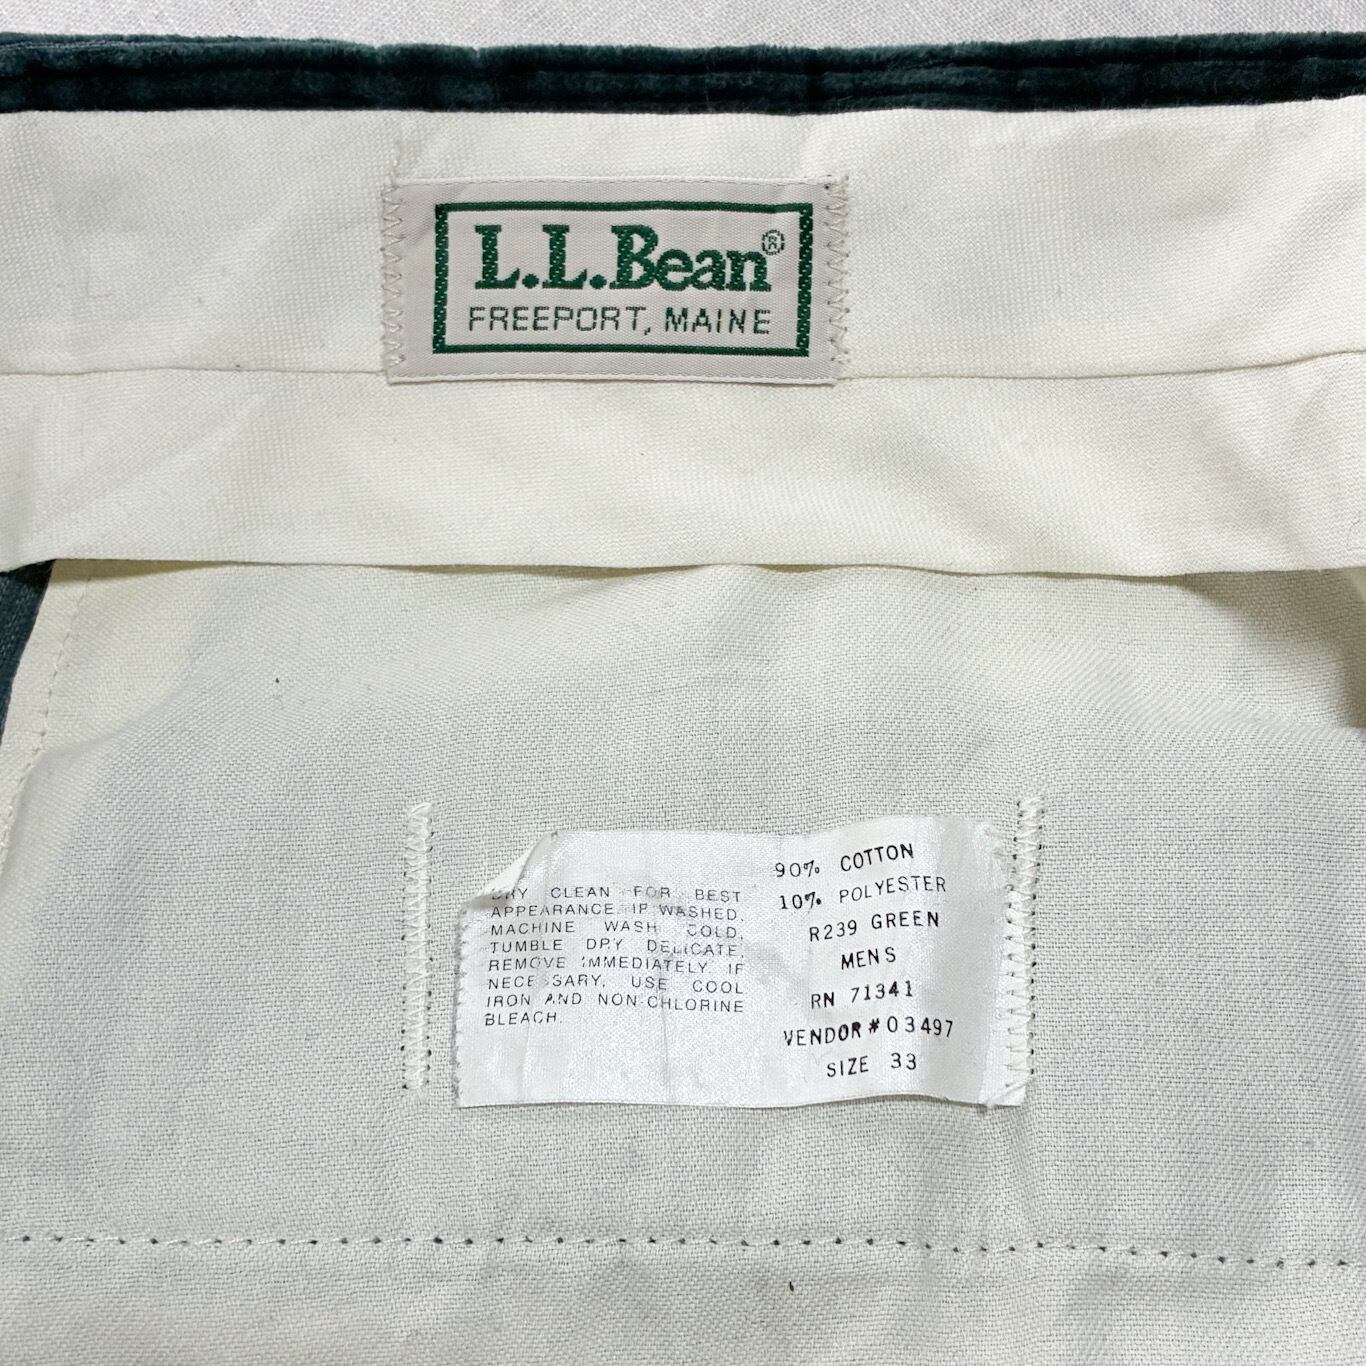 L.L.Bean®
FREEPORT, MAINE
DRY CLEAN FOR BEST
APPEARANCE. IF WASHED,
MACHINE WASH COLD,
TUMBLE DRY DELICATE,
REMOVE IMMEDIATELY. IF
NECESSARY, USE COOL
IRON AND NON-CHLORINE
BLEACH.
90% COTTON
10% POLYESTER
R239 GREEN
MENS
RN 71341
VENDOR # 03497
SIZE 33